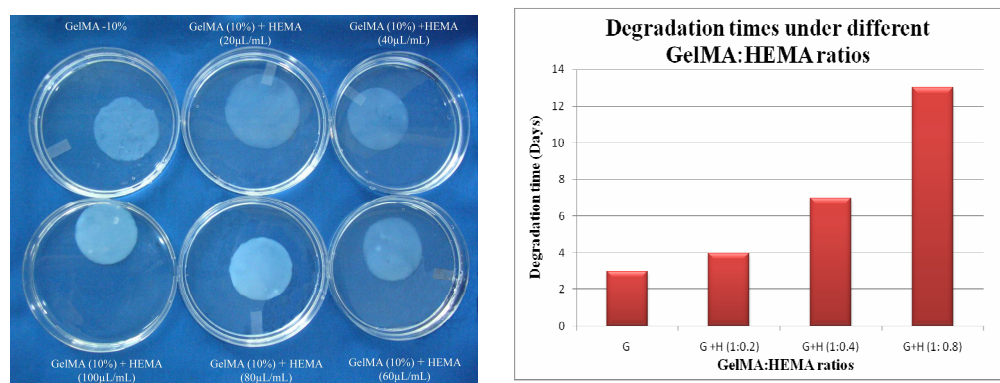 GelMA -10%
GelMA (10%) + HEMA
(20µL/mL)
GelMA (10%) +HEMA
(40µL/mL)
GelMA (10%) + HEMA
(100µL/mL)
GelMA (10%) + HEMA
(80µL/mL)
GelMA (10%) + HEMA
(60µL/mL)
Degradation times under different
GelMA:HEMA ratios
Degradation time (Days)
14
12
10
8
6
4
2
0
G
G +H (1:0.2)
G+H (1:0.4)
G+H (1: 0.8)
GelMA:HEMA ratios